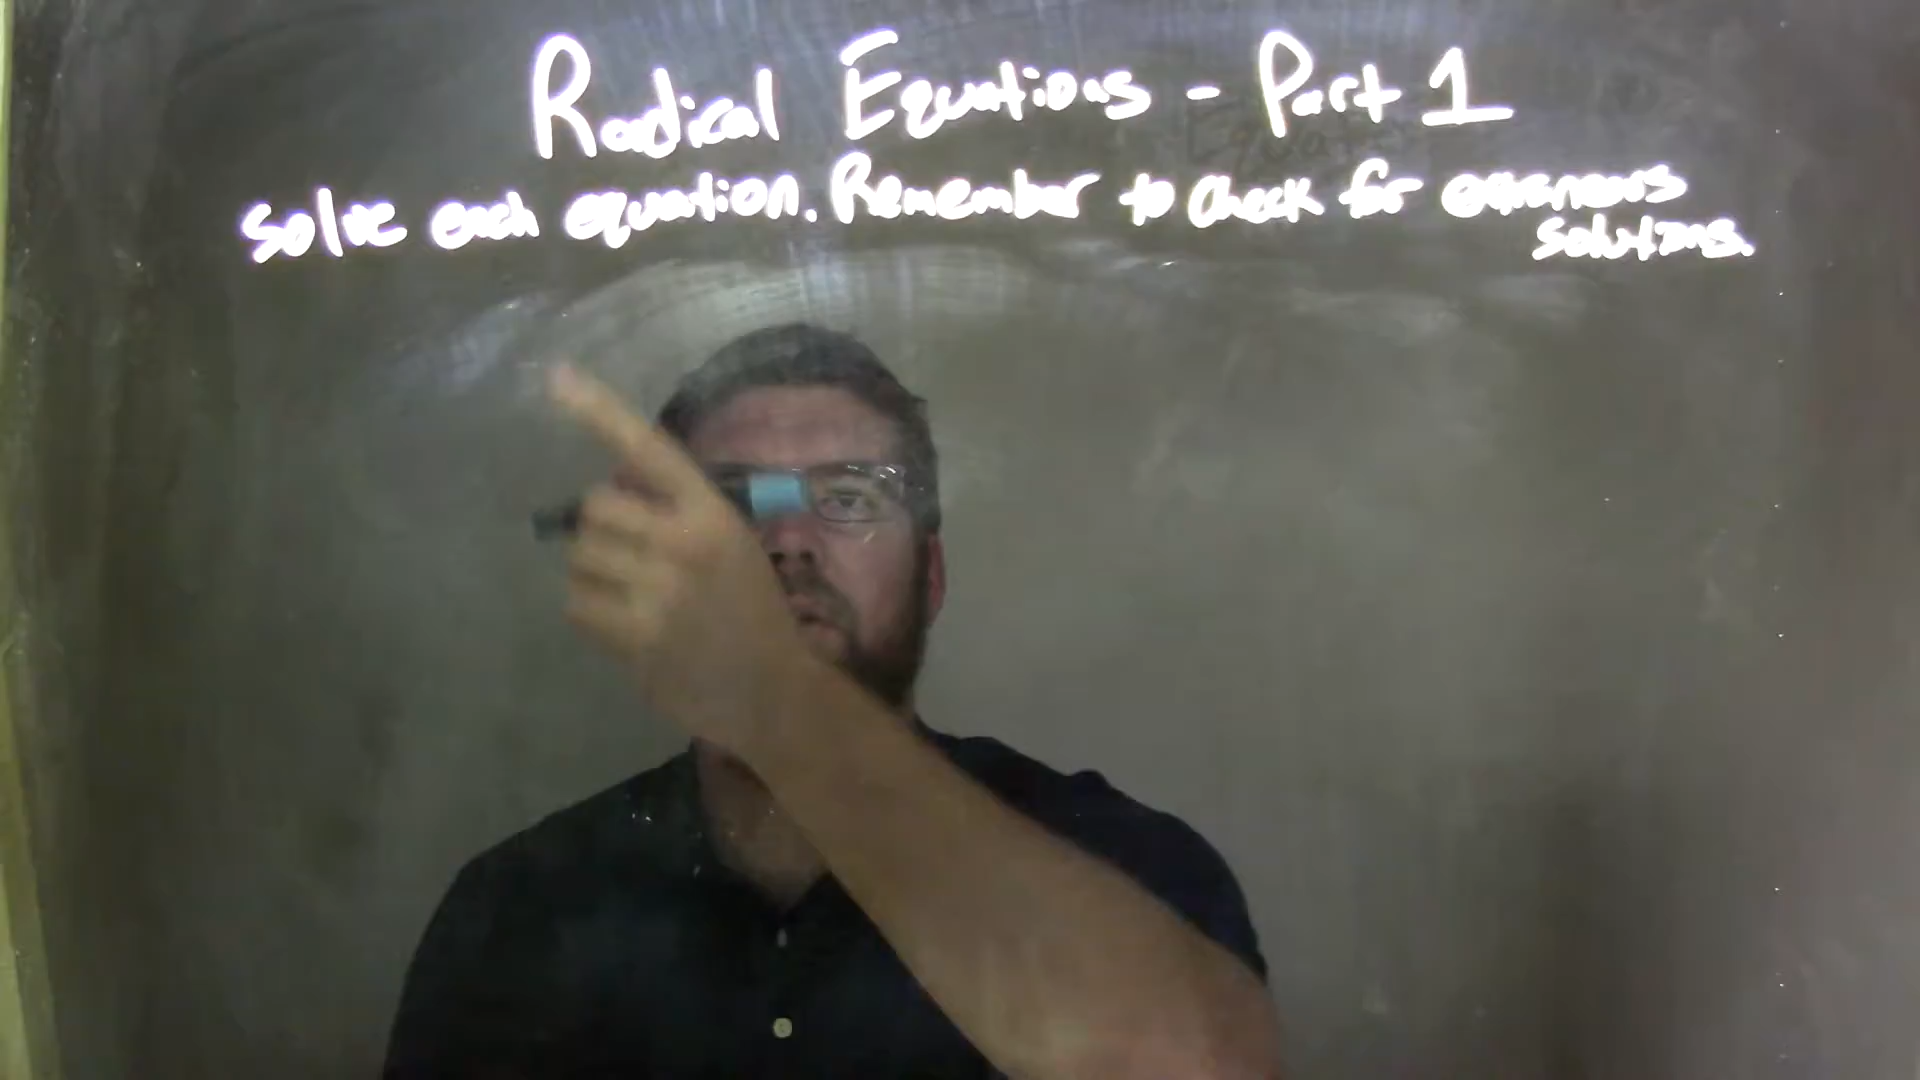 Radical Equations - Part 1
Solve each equation. Remember to check for extraneous
solutions.